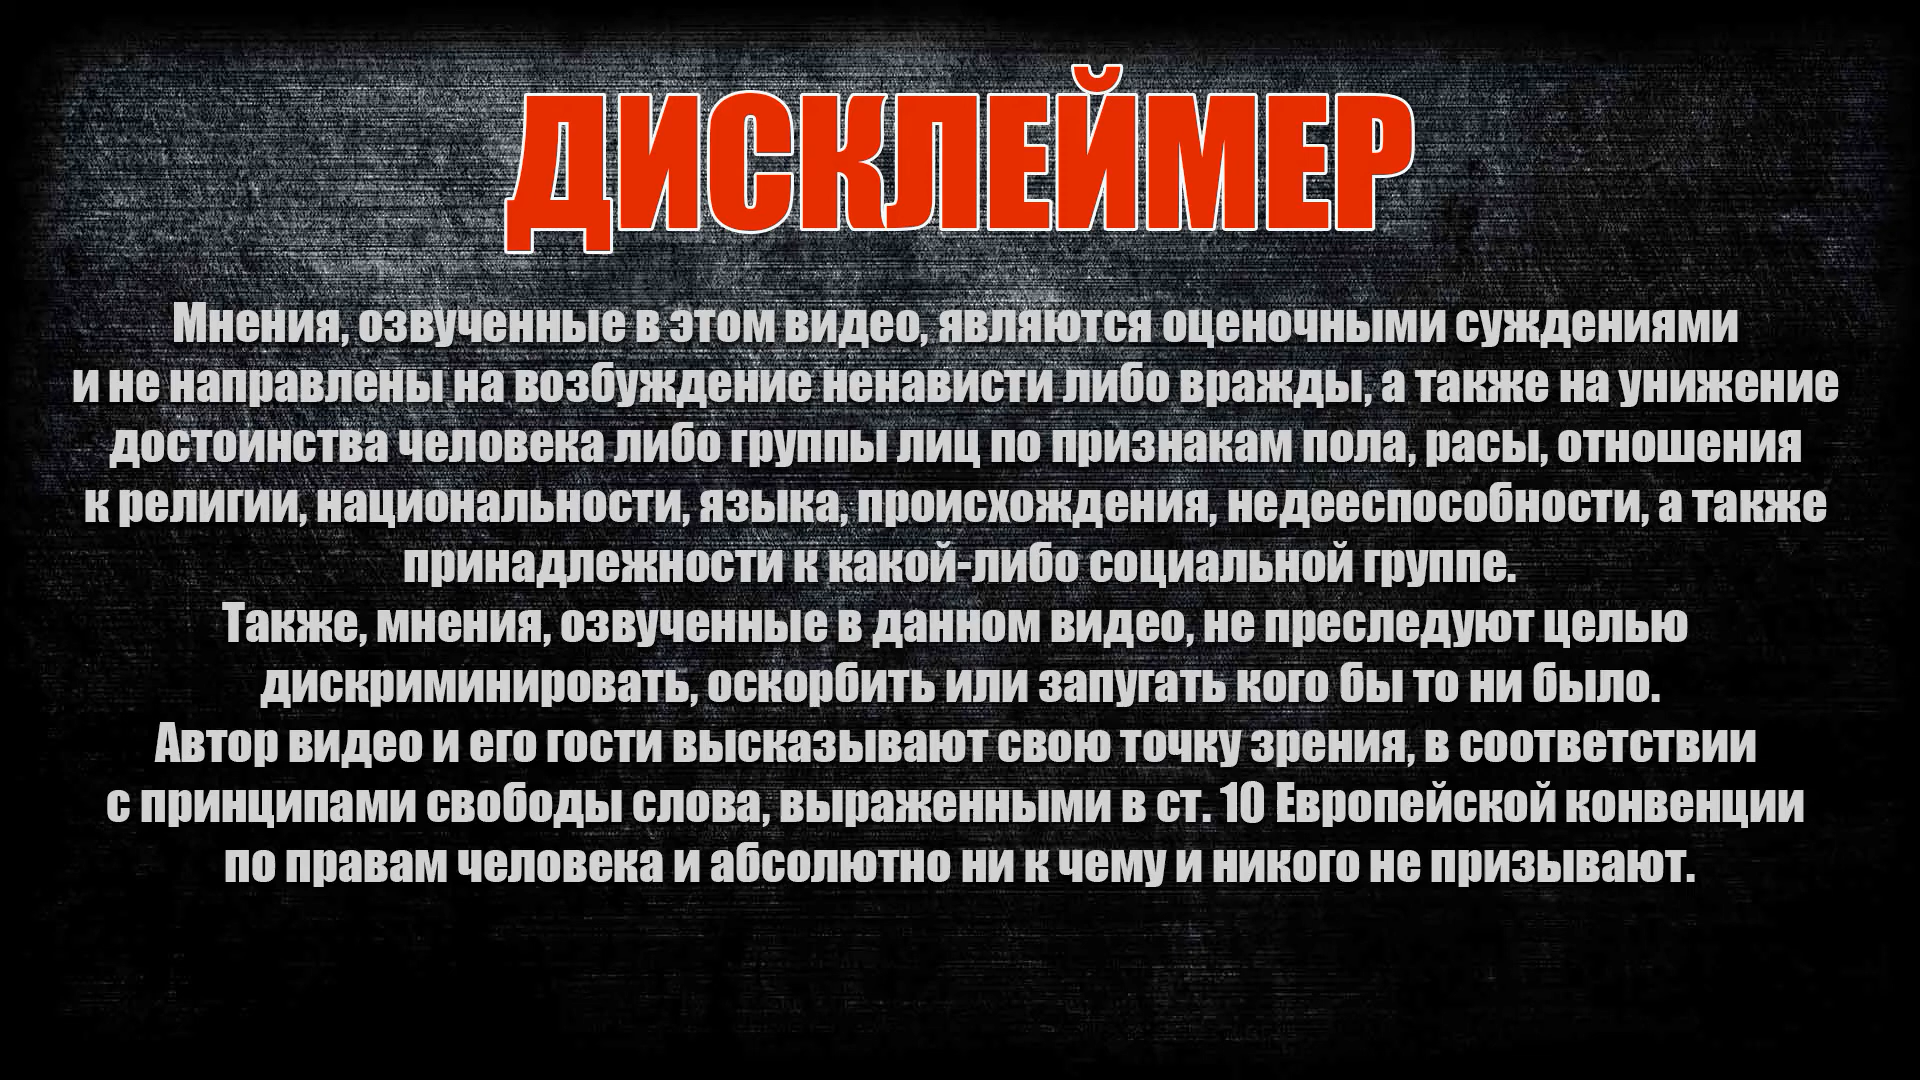 ДИСКЛЕЙМЕР
Мнения, озвученные в этом видео, являются оценочными суждениями
и не направлены на возбуждение ненависти либо вражды, а также на унижение
достоинства человека либо группы лиц по признакам пола, расы, отношения
к религии, национальности, языка, происхождения, недееспособности, а также
принадлежности к какой-либо социальной группе.
Также, мнения, озвученные в данном видео, не преследуют целью
дискриминировать, оскорбить или запугать кого бы то ни было.
Автор видео и его гости высказывают свою точку зрения, в соответствии
с принципами свободы слова, выраженными в ст. 10 Европейской конвенции
по правам человека и абсолютно ни к чему и никого не призывают.